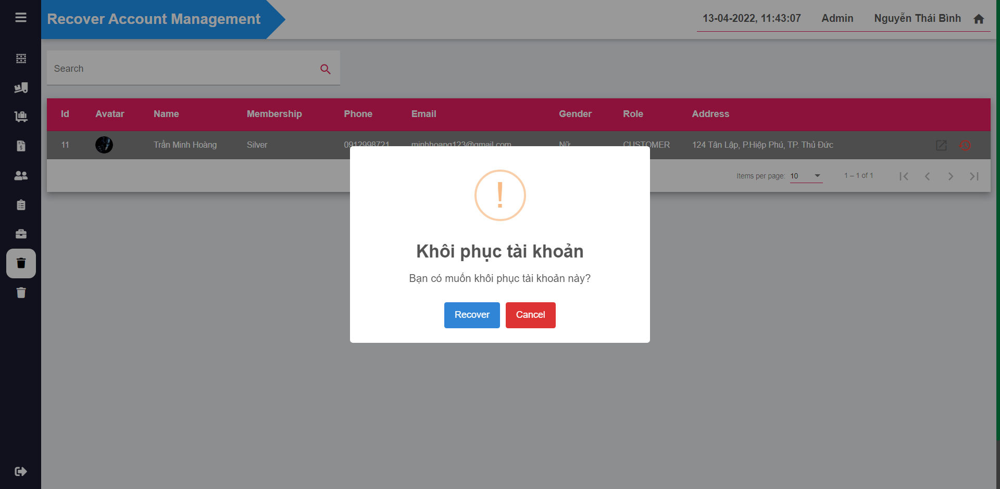 Recover Account Management
13-04-2022, 11:43:07 Admin Nguyễn Thái Bình
Search
Id Avatar Name Membership Phone Email Gender Role Address
11 Trần Minh Hoàng Silver 0912998721 minhhoang123@gmail.com Nữ CUSTOMER 124 Tân Lập, P.Hiệp Phú, TP. Thủ Đức
Items per page: 10 1 – 1 of 1
!
Khôi phục tài khoản
Bạn có muốn khôi phục tài khoản này?
Recover Cancel